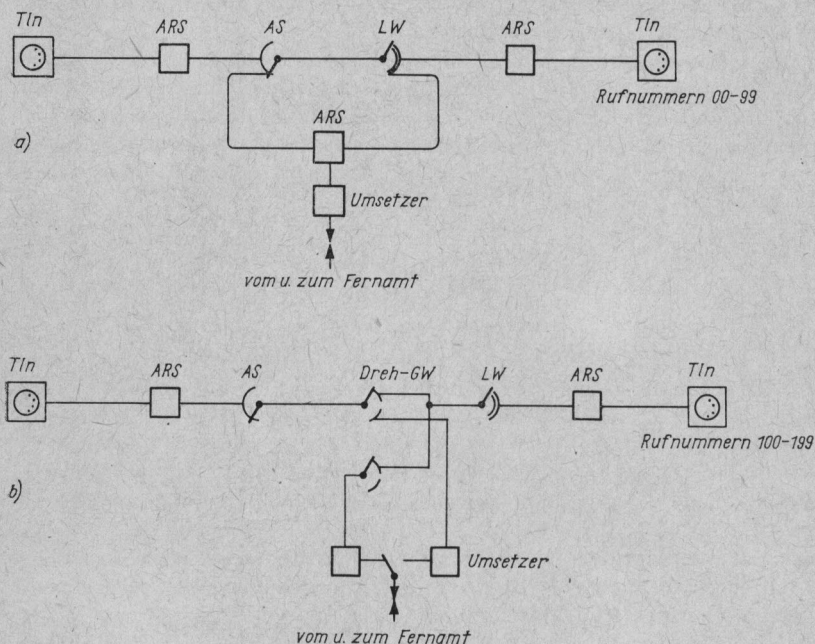 Tln ARS AS LW ARS Tln
Rufnummern 00-99
a)
ARS
Umsetzer
vom u. zum Fernamt
Tln ARS AS Dreh-GW LW ARS Tln
Rufnummern 100-199
b)
Umsetzer
vom u. zum Fernamt